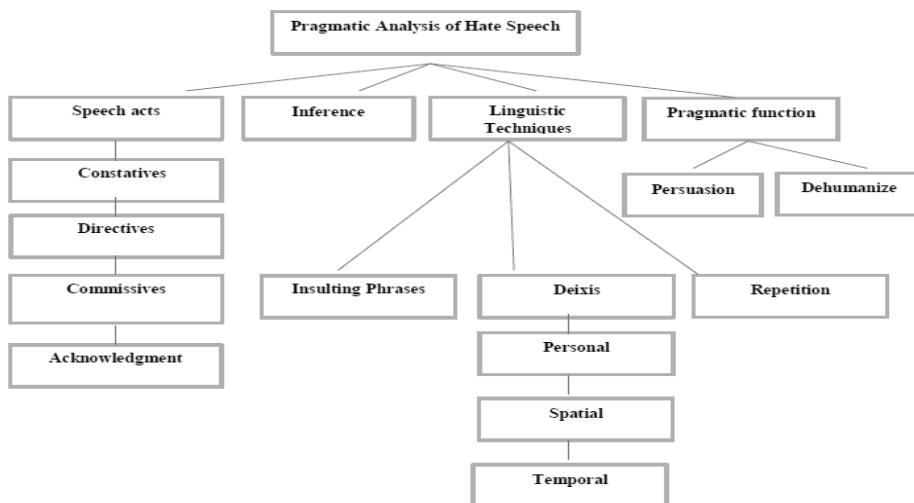 Pragmatic Analysis of Hate Speech
Speech acts
Inference
Linguistic
Techniques
Pragmatic function
Constatives
Persuasion
Dehumanize
Directives
Commissives
Insulting Phrases
Deixis
Repetition
Acknowledgment
Personal
Spatial
Temporal